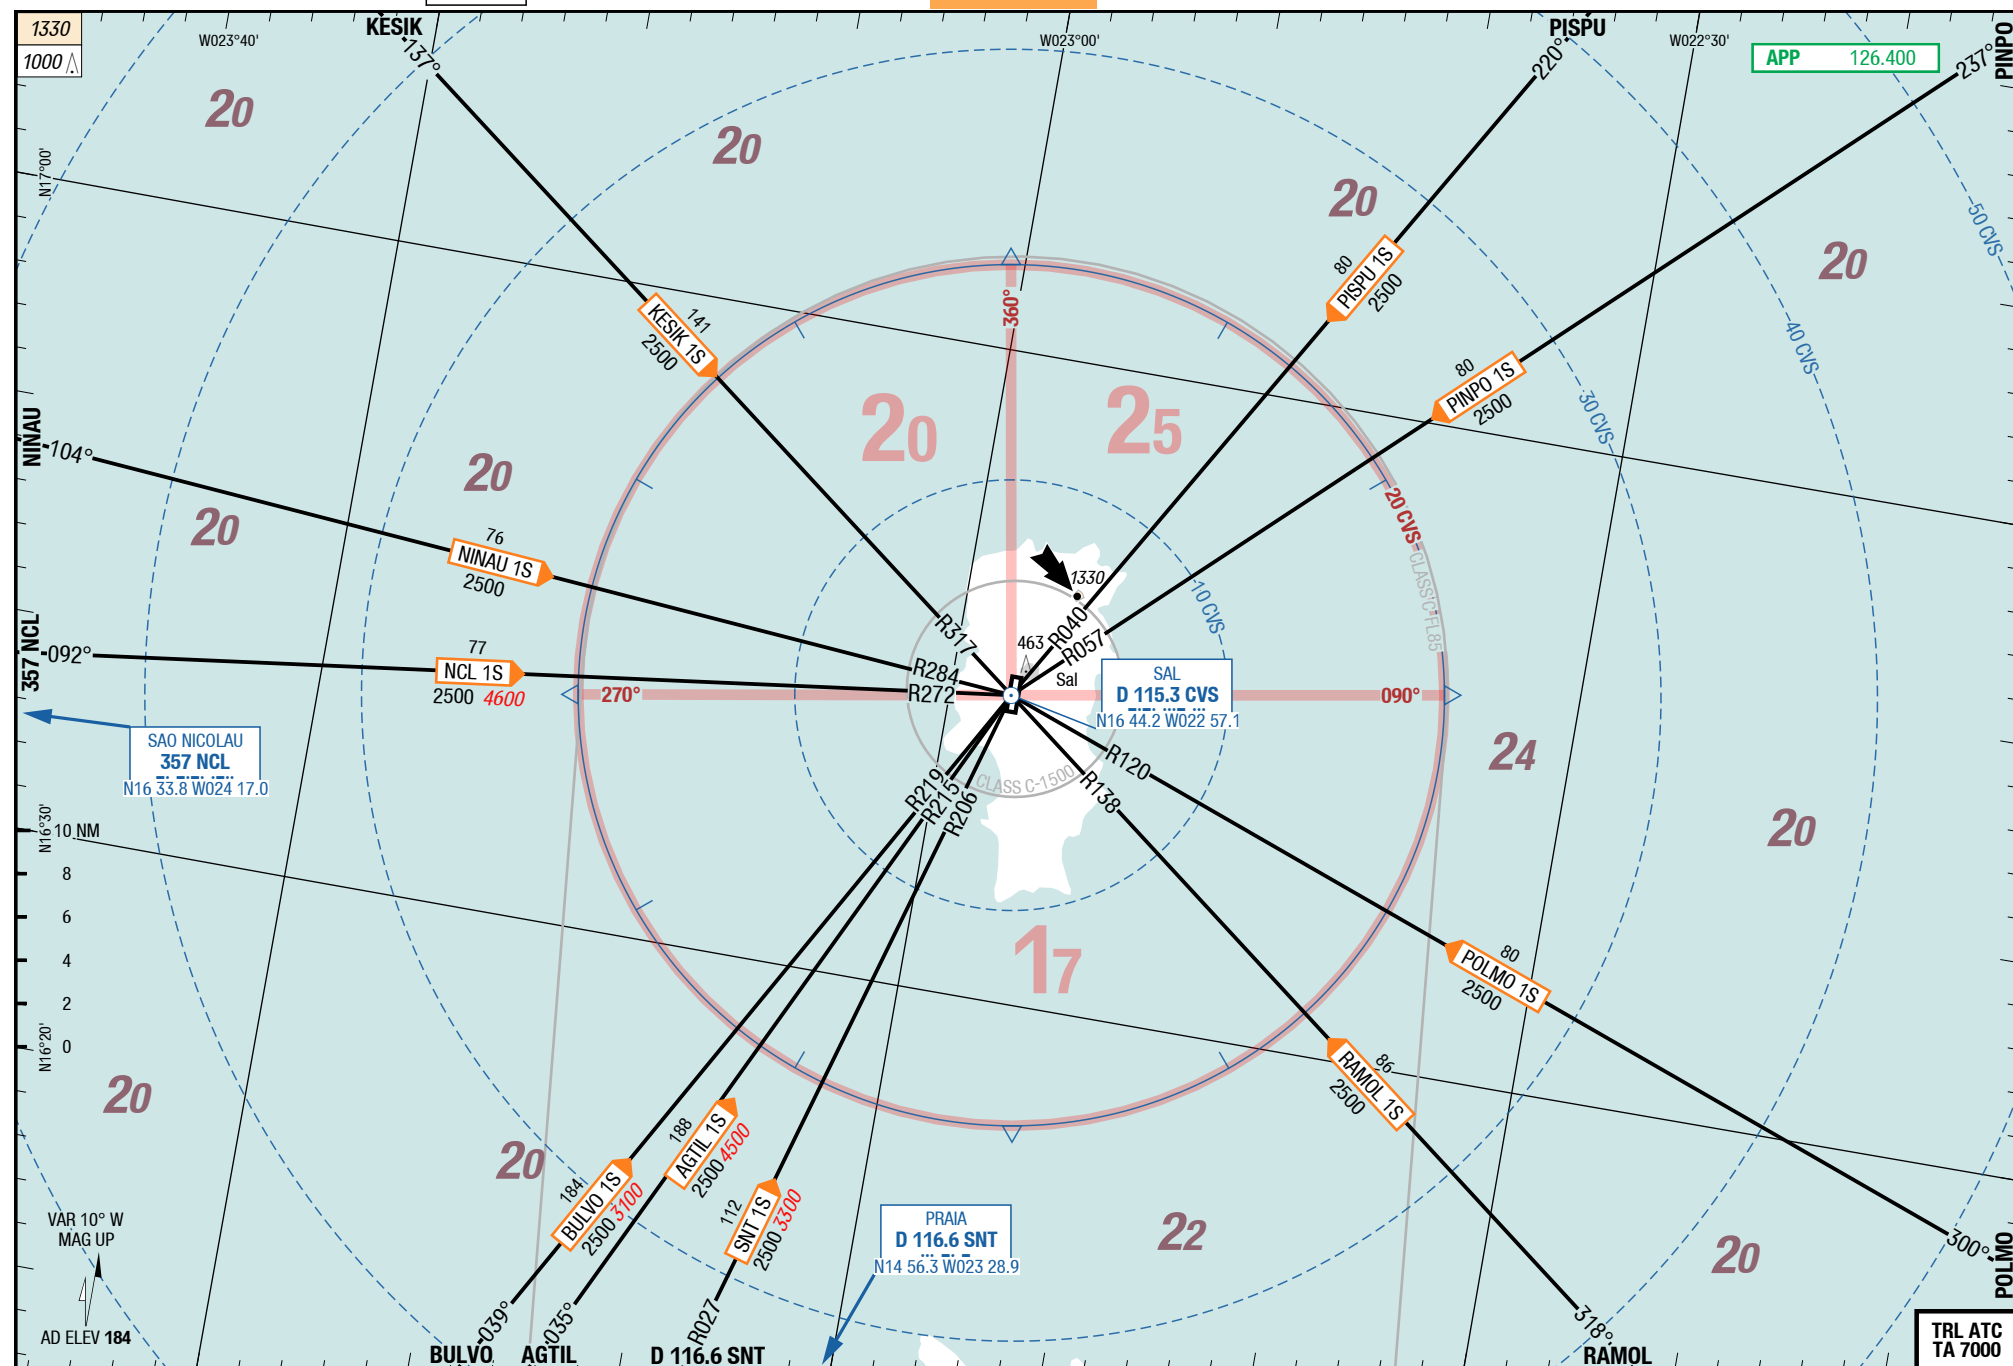 1330
1000
KESIK
137°
W023°40'
W023°00'
PISPU
220°
W022°30'
APP 126.400
PINPO
237°
20
20
20
20
N17°00'
50 CVS
40 CVS
30 CVS
20 CVS
10 CVS
CLASS C FL85
360°
80
PISPU 1S
2500
141
KESIK 1S
2500
80
PINPO 1S
2500
20
25
NINAU
104°
20
20
76
NINAU 1S
2500
1330
R317
R040
R057
463
Sal
R284
R272
357 NCL
092°
77
NCL 1S
2500 4600
270°
090°
SAL
D 115.3 CVS
N16 44.2 W022 57.1
SAO NICOLAU
357 NCL
N16 33.8 W024 17.0
24
R120
R138
CLASS C-1500
R219
R215
R206
20
N16°30'
10 NM
8
6
4
2
0
N16°20'
17
80
POLMO 1S
2500
86
RAMOL 1S
2500
20
20
188
AGTIL 1S
2500 4500
184
BULVO 1S
2500 3100
112
SNT 1S
2500 3300
PRAIA
D 116.6 SNT
N14 56.3 W023 28.9
22
20
VAR 10° W
MAG UP
AD ELEV 184
039°
BULVO
035°
AGTIL
R027
D 116.6 SNT
318°
RAMOL
300°
POLMO
TRL ATC
TA 7000